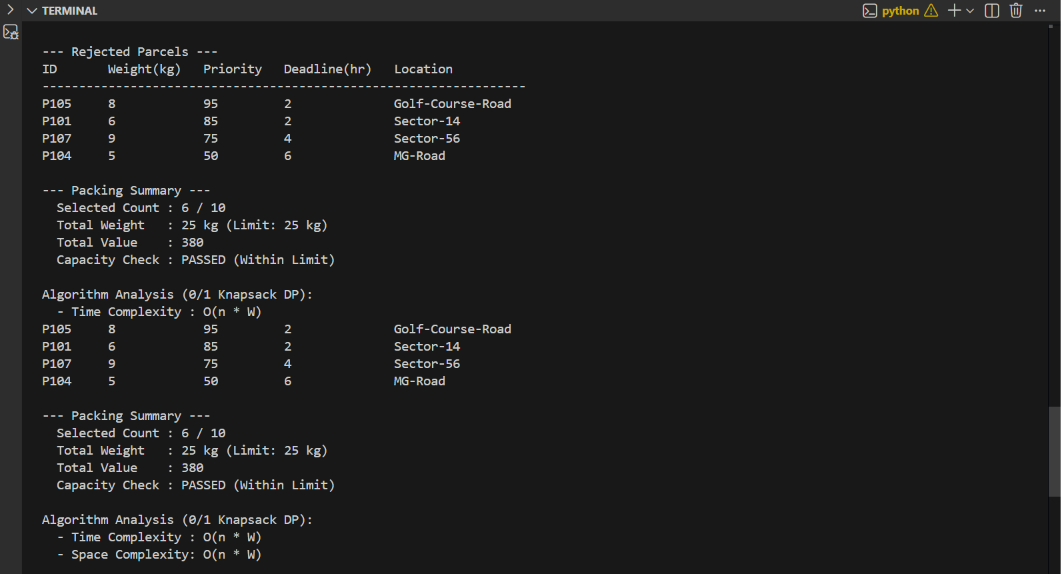 TERMINAL
python
--- Rejected Parcels ---
ID Weight(kg) Priority Deadline(hr) Location
------------------------------------------------------------------
P105 8 95 2 Golf-Course-Road
P101 6 85 2 Sector-14
P107 9 75 4 Sector-56
P104 5 50 6 MG-Road
--- Packing Summary ---
Selected Count : 6 / 10
Total Weight : 25 kg (Limit: 25 kg)
Total Value : 380
Capacity Check : PASSED (Within Limit)
Algorithm Analysis (0/1 Knapsack DP):
- Time Complexity : O(n * W)
P105 8 95 2 Golf-Course-Road
P101 6 85 2 Sector-14
P107 9 75 4 Sector-56
P104 5 50 6 MG-Road
--- Packing Summary ---
Selected Count : 6 / 10
Total Weight : 25 kg (Limit: 25 kg)
Total Value : 380
Capacity Check : PASSED (Within Limit)
Algorithm Analysis (0/1 Knapsack DP):
- Time Complexity : O(n * W)
- Space Complexity: O(n * W)